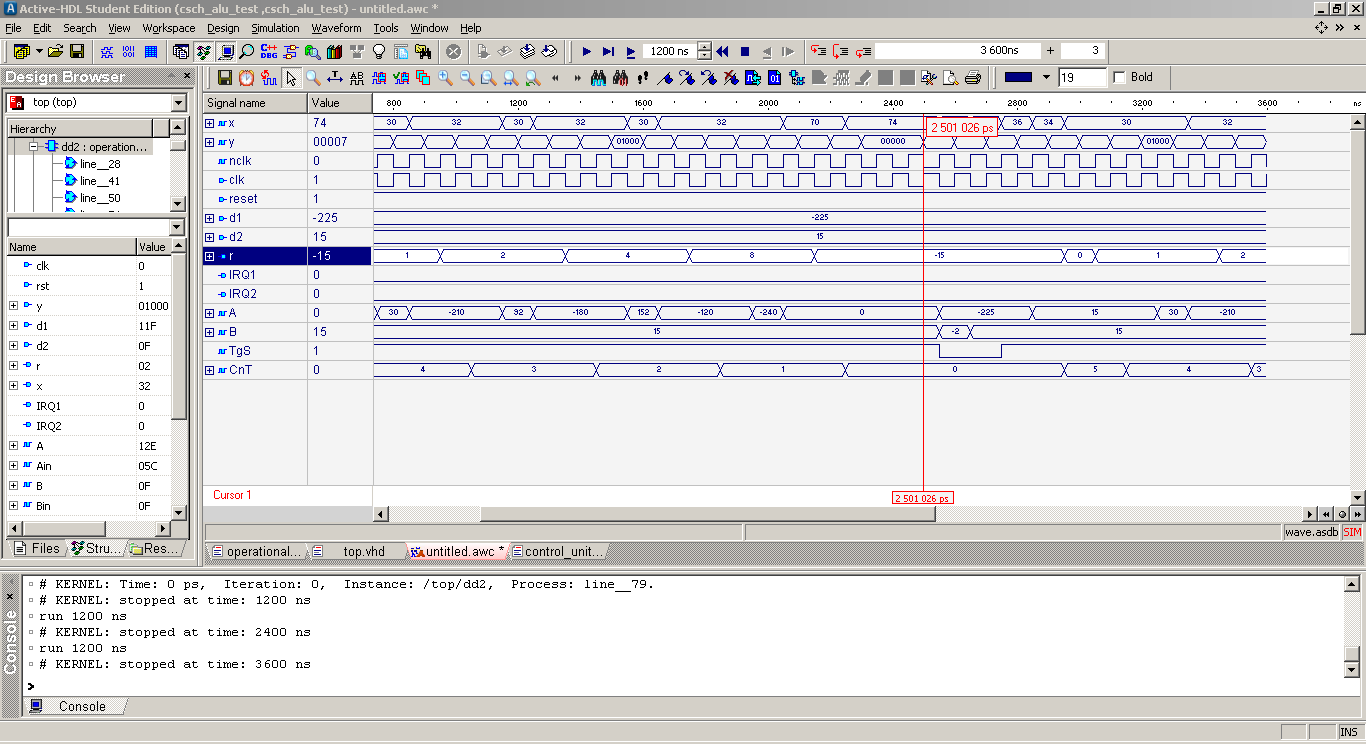 Active-HDL Student Edition (csch_alu_test ,csch_alu_test) - untitled.awc *
File Edit Search View Workspace Design Simulation Waveform Tools Window Help
1200 ns 3 600ns + 3
Design Browser
19 Bold
top (top)
Hierarchy
dd2 : operation...
line__28
line__41
line__50
Name Value
clk 0
rst 1
y 01000
d1 11F
d2 0F
r 02
x 32
IRQ1 0
IRQ2 0
A 12E
Ain 05C
B 0F
Bin 0F
Files Stru... Res...
Signal name Value 800 1200 1600 2000 2400 2800 3200 3600 ns
x 74 30 32 30 32 30 32 70 74 36 34 30 32
2 501 026 ps
y 00007 01000 00000 01000
nclk 0
clk 1
reset 1
d1 -225 -225
d2 15 15
r -15 1 2 4 8 -15 0 1 2
IRQ1 0
IRQ2 0
A 0 30 -210 92 -180 152 -120 -240 0 -225 15 30 -210
B 15 15 -2 15
TgS 1
CnT 0 4 3 2 1 0 5 4 3
Cursor 1 2 501 026 ps
wave.asdb SIM
operational... top.vhd untitled.awc * control_unit...
# KERNEL: Time: 0 ps, Iteration: 0, Instance: /top/dd2, Process: line__79.
# KERNEL: stopped at time: 1200 ns
run 1200 ns
# KERNEL: stopped at time: 2400 ns
run 1200 ns
# KERNEL: stopped at time: 3600 ns
>
Console
Console
INS